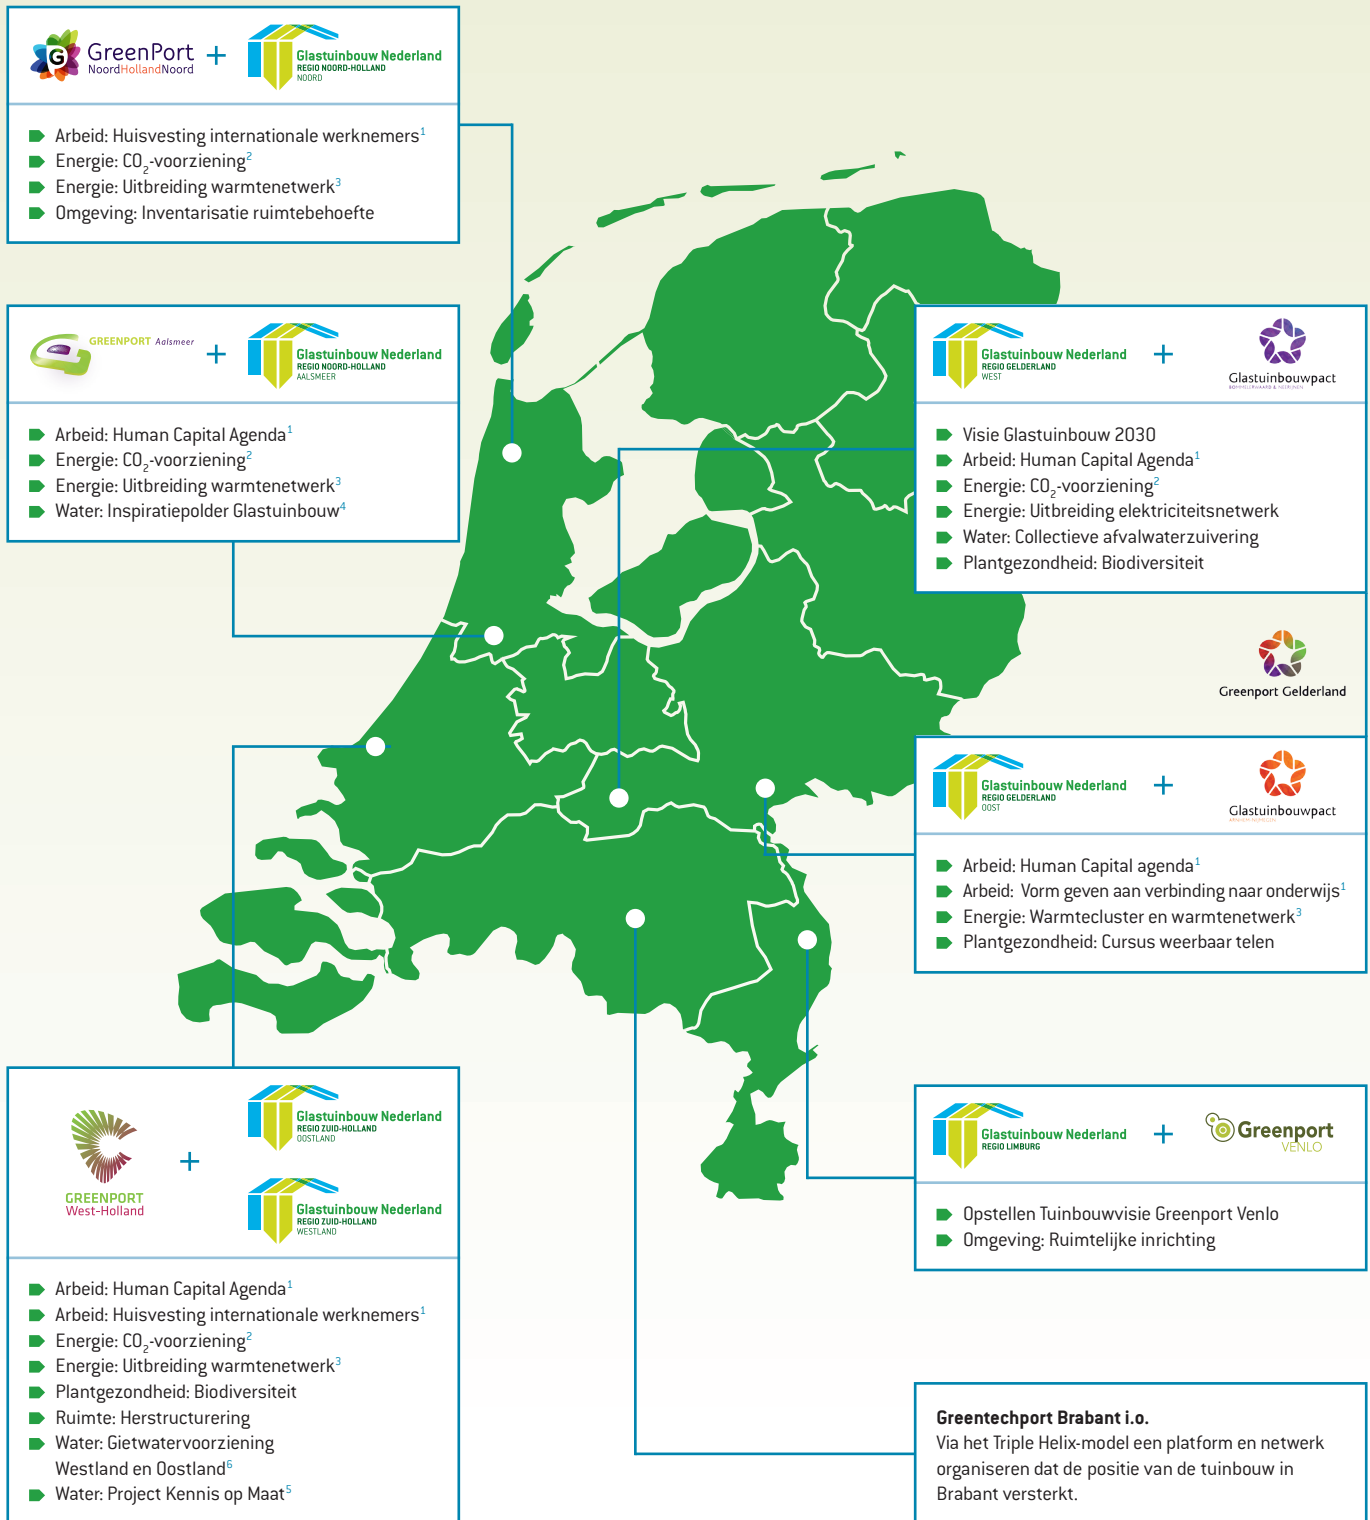 GreenPort
NoordHollandNoord
+
Glastuinbouw Nederland
REGIO NOORD-HOLLAND
NOORD
Arbeid: Huisvesting internationale werknemers1
Energie: CO2-voorziening2
Energie: Uitbreiding warmtenetwerk3
Omgeving: Inventarisatie ruimtebehoefte
GREENPORT Aalsmeer
+
Glastuinbouw Nederland
REGIO NOORD-HOLLAND
AALSMEER
Arbeid: Human Capital Agenda1
Energie: CO2-voorziening2
Energie: Uitbreiding warmtenetwerk3
Water: Inspiratiepolder Glastuinbouw4
Glastuinbouw Nederland
REGIO GELDERLAND
WEST
+
Glastuinbouwpact
BOMMELERWAARD & NEERIJNEN
Visie Glastuinbouw 2030
Arbeid: Human Capital Agenda1
Energie: CO2-voorziening2
Energie: Uitbreiding elektriciteitsnetwerk
Water: Collectieve afvalwaterzuivering
Plantgezondheid: Biodiversiteit
Greenport Gelderland
Glastuinbouw Nederland
REGIO GELDERLAND
OOST
+
Glastuinbouwpact
ARNHEM-NIJMEGEN
Arbeid: Human Capital agenda1
Arbeid: Vorm geven aan verbinding naar onderwijs1
Energie: Warmtecluster en warmtenetwerk3
Plantgezondheid: Cursus weerbaar telen
GREENPORT
West-Holland
+
Glastuinbouw Nederland
REGIO ZUID-HOLLAND
OOSTLAND
Glastuinbouw Nederland
REGIO ZUID-HOLLAND
WESTLAND
Arbeid: Human Capital Agenda1
Arbeid: Huisvesting internationale werknemers1
Energie: CO2-voorziening2
Energie: Uitbreiding warmtenetwerk3
Plantgezondheid: Biodiversiteit
Ruimte: Herstructurering
Water: Gietwatervoorziening
Westland en Oostland6
Water: Project Kennis op Maat5
Glastuinbouw Nederland
REGIO LIMBURG
+
Greenport
VENLO
Opstellen Tuinbouwvisie Greenport Venlo
Omgeving: Ruimtelijke inrichting
Greentechport Brabant i.o.
Via het Triple Helix-model een platform en netwerk
organiseren dat de positie van de tuinbouw in
Brabant versterkt.